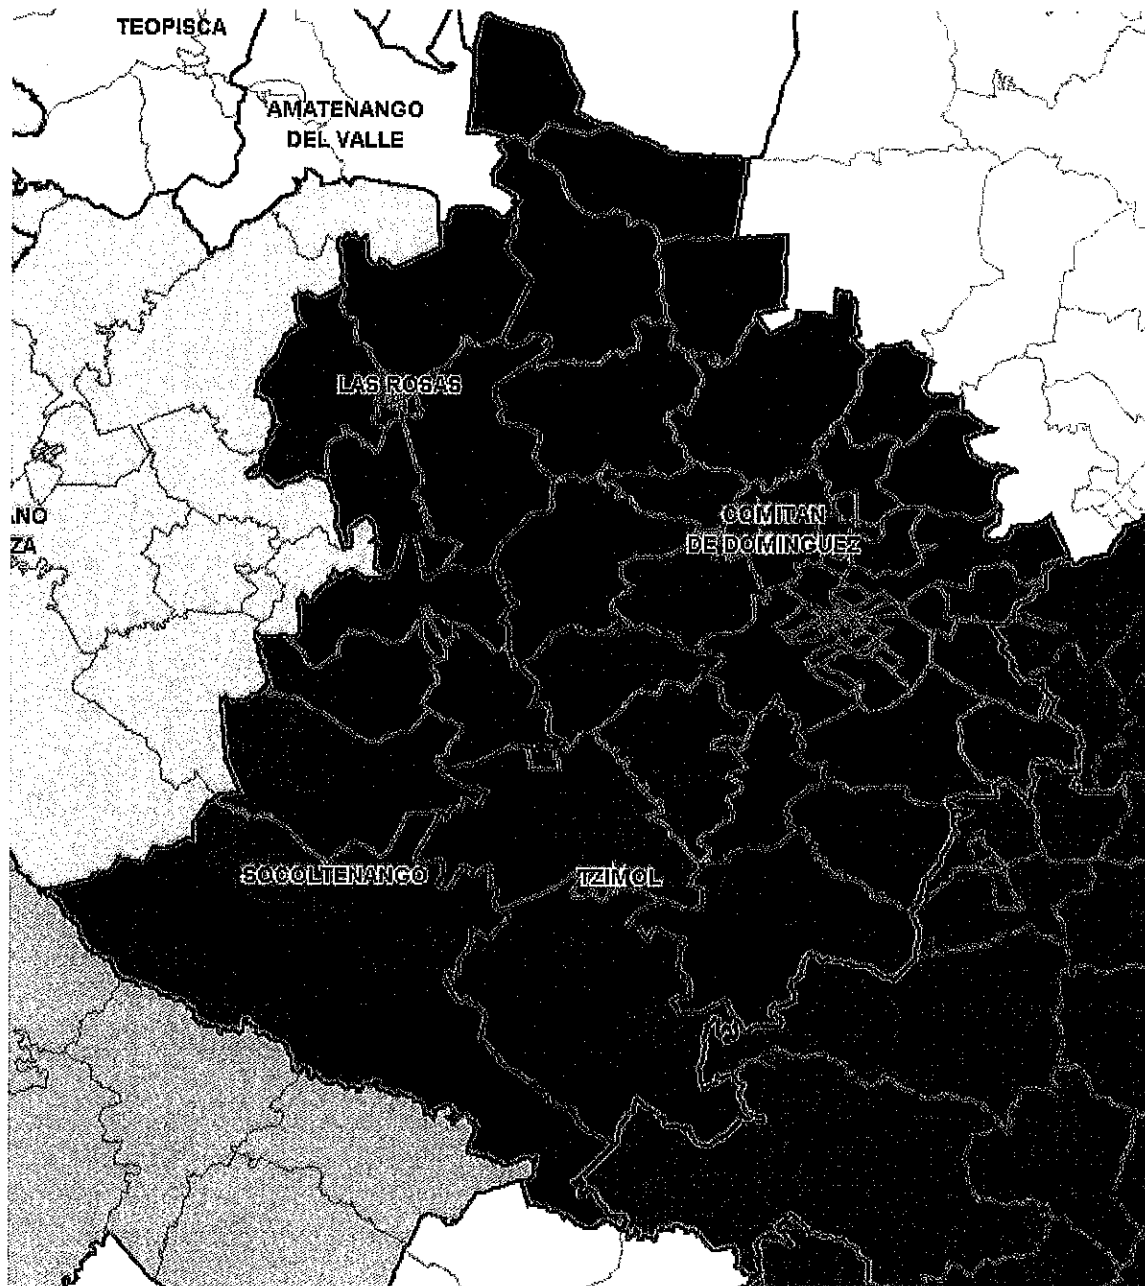 TEOPISCA
AMATENANGO
DEL VALLE
LAS ROSAS
COMITAN
DE DOMINGUEZ
SOCOLTENANGO
TZIMOL